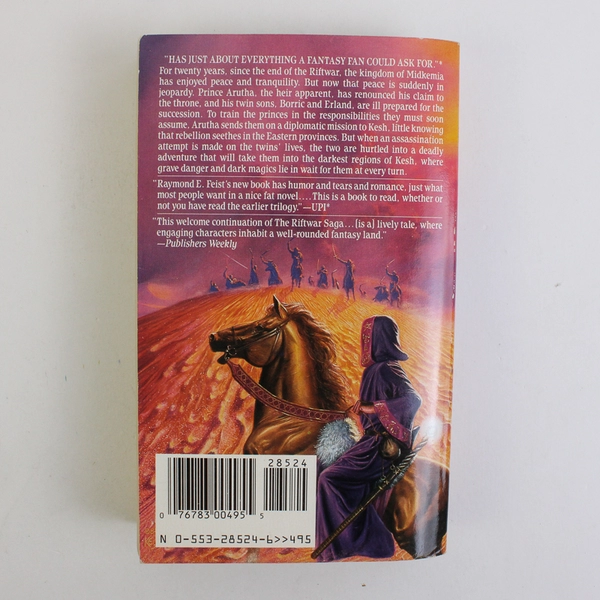 "HAS JUST ABOUT EVERYTHING A FANTASY FAN COULD ASK FOR."*
For twenty years, since the end of the Riftwar, the kingdom of Midkemia
has enjoyed peace and tranquility. But now that peace is suddenly in
jeopardy. Prince Arutha, the heir apparent, has renounced his claim to
the throne, and his twin sons, Borric and Erland, are ill prepared for the
succession. To train the princes in the responsibilities they must soon
assume, Arutha sends them on a diplomatic mission to Kesh, little knowing
that rebellion seethes in the Eastern provinces. But when an assassination
attempt is made on the twins' lives, the two are hurtled into a deadly
adventure that will take them into the darkest regions of Kesh, where
grave danger and dark magics lie in wait for them at every turn.
"Raymond E. Feist's new book has humor and tears and romance, just what
most people want in a nice fat novel....This is a book to read, whether or
not you have read the earlier trilogy."—UPI*
"This welcome continuation of The Riftwar Saga... [is a] lively tale, where
engaging characters inhabit a well-rounded fantasy land."
—Publishers Weekly
28524
0 76783 00495 5
N 0-553-28524-6>>495